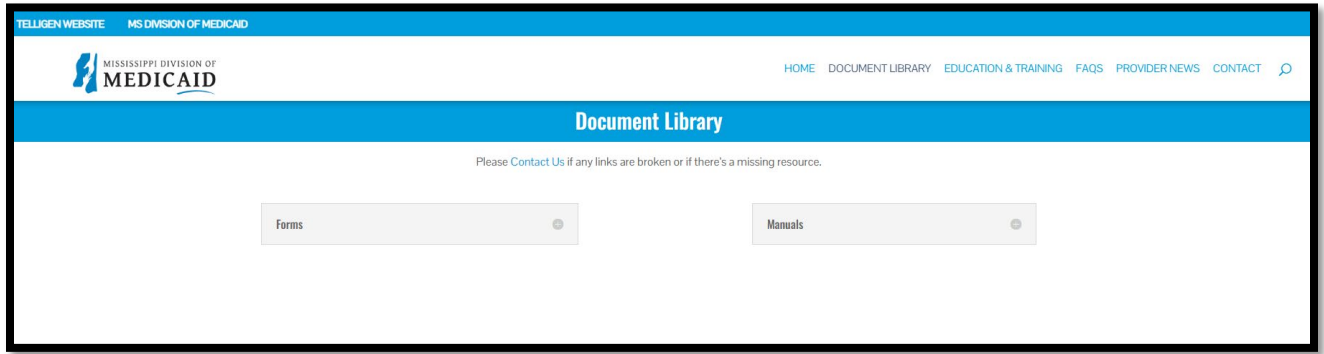 TELLIGEN WEBSITE MS DIVISION OF MEDICAID
MISSISSIPPI DIVISION OF
MEDICAID
HOME DOCUMENT LIBRARY EDUCATION & TRAINING FAQS PROVIDER NEWS CONTACT
Document Library
Please Contact Us if any links are broken or if there's a missing resource.
Forms
Manuals